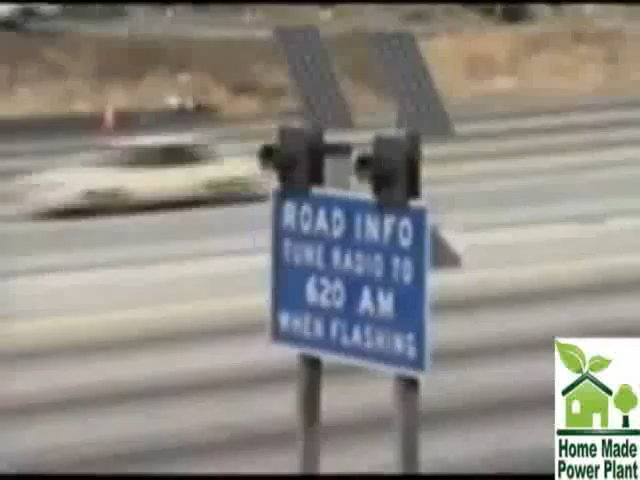 ROAD INFO
TUNE RADIO TO
620 AM
WHEN FLASHING
Home Made
Power Plant